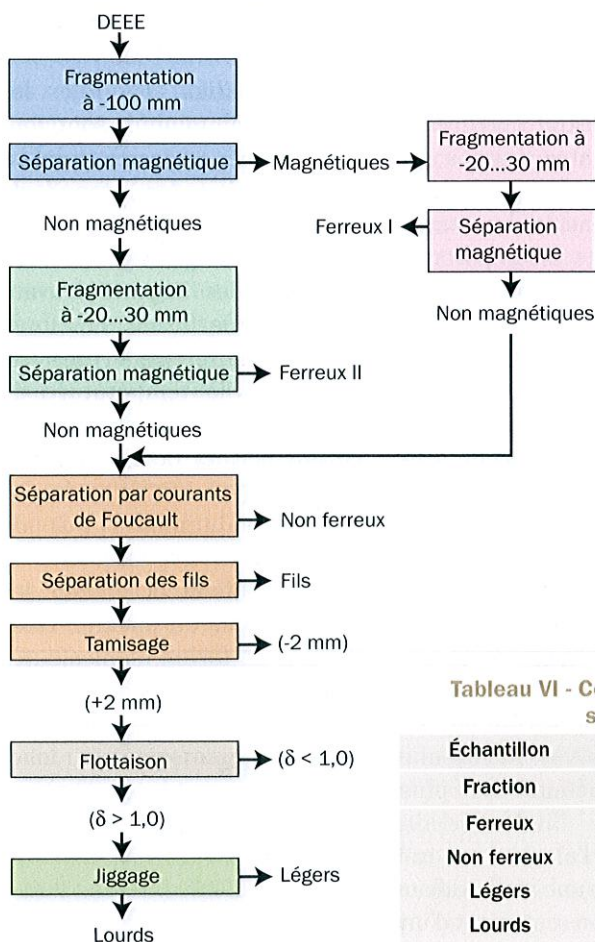 DEEE
Fragmentation
à -100 mm
Séparation magnétique
Magnétiques
Fragmentation à
-20...30 mm
Ferreux I
Séparation
magnétique
Non magnétiques
Non magnétiques
Fragmentation
à -20...30 mm
Séparation magnétique
Ferreux II
Non magnétiques
Séparation par courants
de Foucault
Non ferreux
Séparation des fils
Fils
Tamisage
(-2 mm)
(+2 mm)
Flottaison
(δ < 1,0)
(δ > 1,0)
Jiggage
Légers
Lourds
Tableau VI - C
s
Échantillon
Fraction
Ferreux
Non ferreux
Légers
Lourds